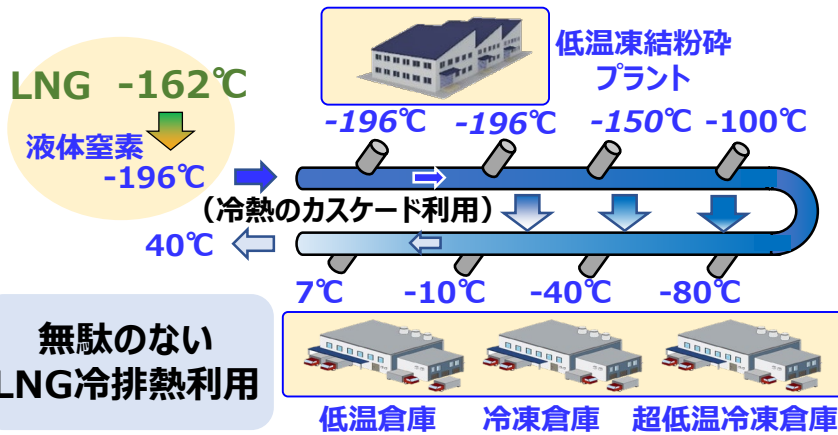 低温凍結粉砕
プラント
LNG -162℃
液体窒素
-196℃
-196℃ -196℃ -150℃ -100℃
(冷熱のカスケード利用)
40℃
7℃ -10℃ -40℃ -80℃
無駄のない
LNG冷排熱利用
低温倉庫 冷凍倉庫 超低温冷凍倉庫